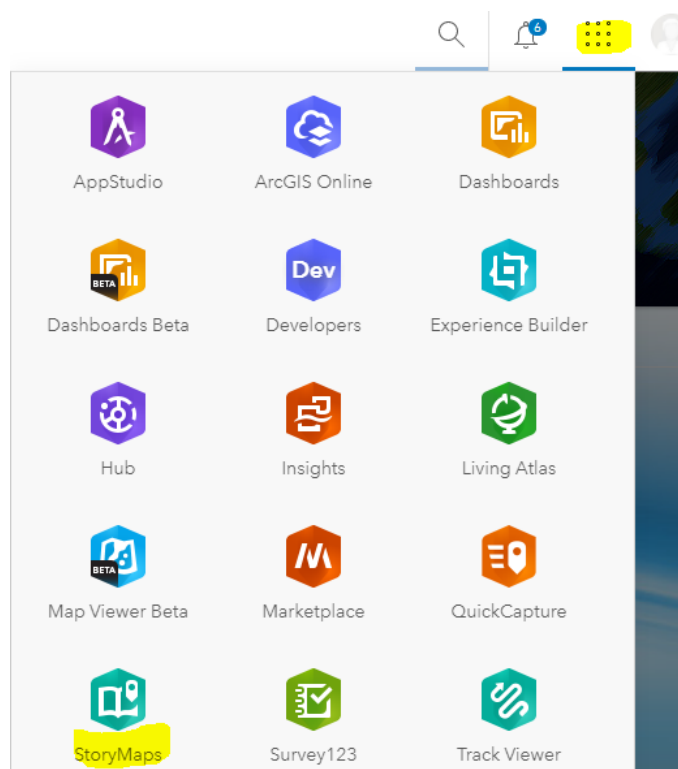 6
AppStudio ArcGIS Online Dashboards
BETA
Dashboards Beta Dev
Developers Experience Builder
Hub Insights Living Atlas
BETA
Map Viewer Beta Marketplace QuickCapture
StoryMaps Survey123 Track Viewer